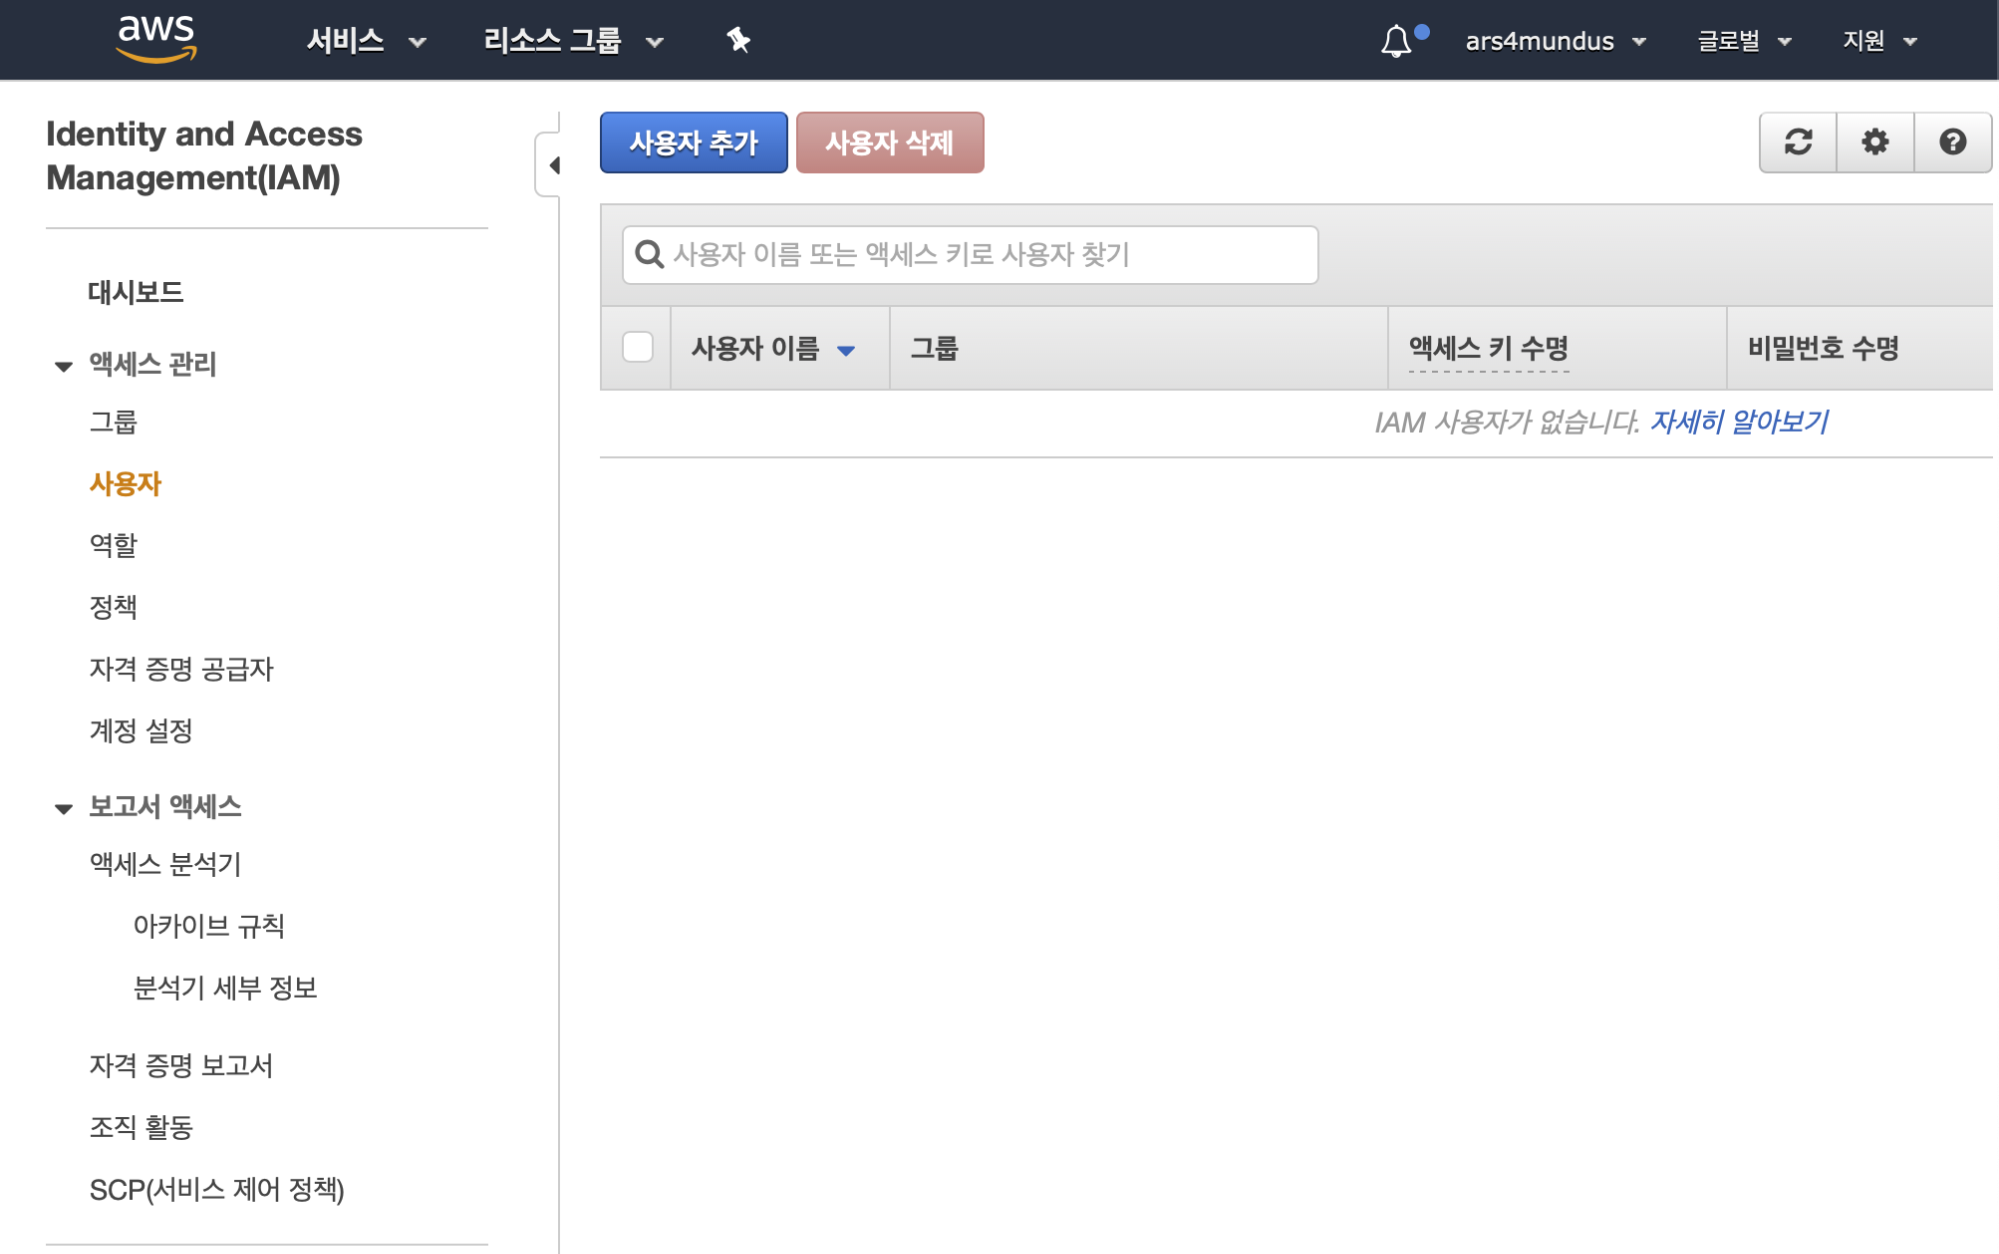 aws
서비스
리소스 그룹
ars4mundus
글로벌
지원
Identity and Access
Management(IAM)
대시보드
액세스 관리
그룹
사용자
역할
정책
자격 증명 공급자
계정 설정
보고서 액세스
액세스 분석기
아카이브 규칙
분석기 세부 정보
자격 증명 보고서
조직 활동
SCP(서비스 제어 정책)
사용자 추가
사용자 삭제
사용자 이름 또는 액세스 키로 사용자 찾기
사용자 이름
그룹
액세스 키 수명
비밀번호 수명
IAM 사용자가 없습니다. 자세히 알아보기